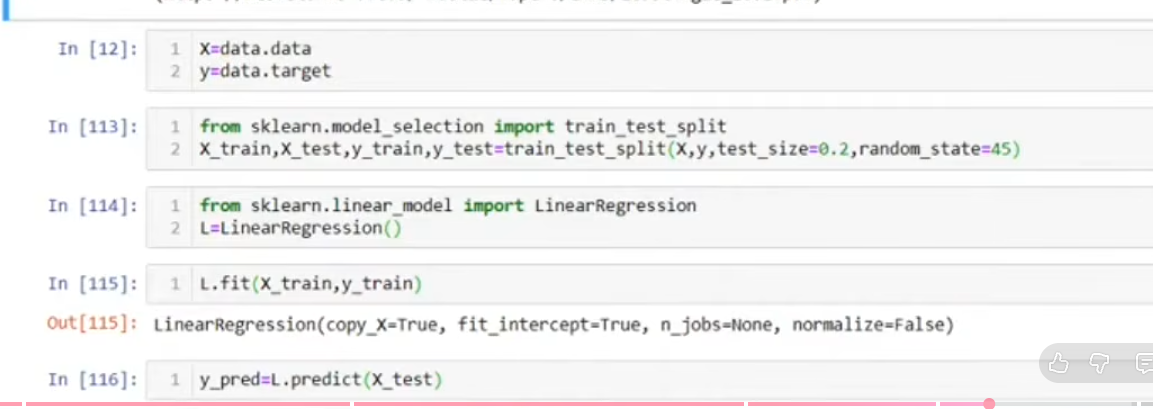 In [12]:
1 X=data.data
2 y=data.target
In [113]:
1 from sklearn.model_selection import train_test_split
2 X_train,X_test,y_train,y_test=train_test_split(X,y,test_size=0.2,random_state=45)
In [114]:
1 from sklearn.linear_model import LinearRegression
2 L=LinearRegression()
In [115]:
1 L.fit(X_train,y_train)
Out[115]: LinearRegression(copy_X=True, fit_intercept=True, n_jobs=None, normalize=False)
In [116]:
1 y_pred=L.predict(X_test)